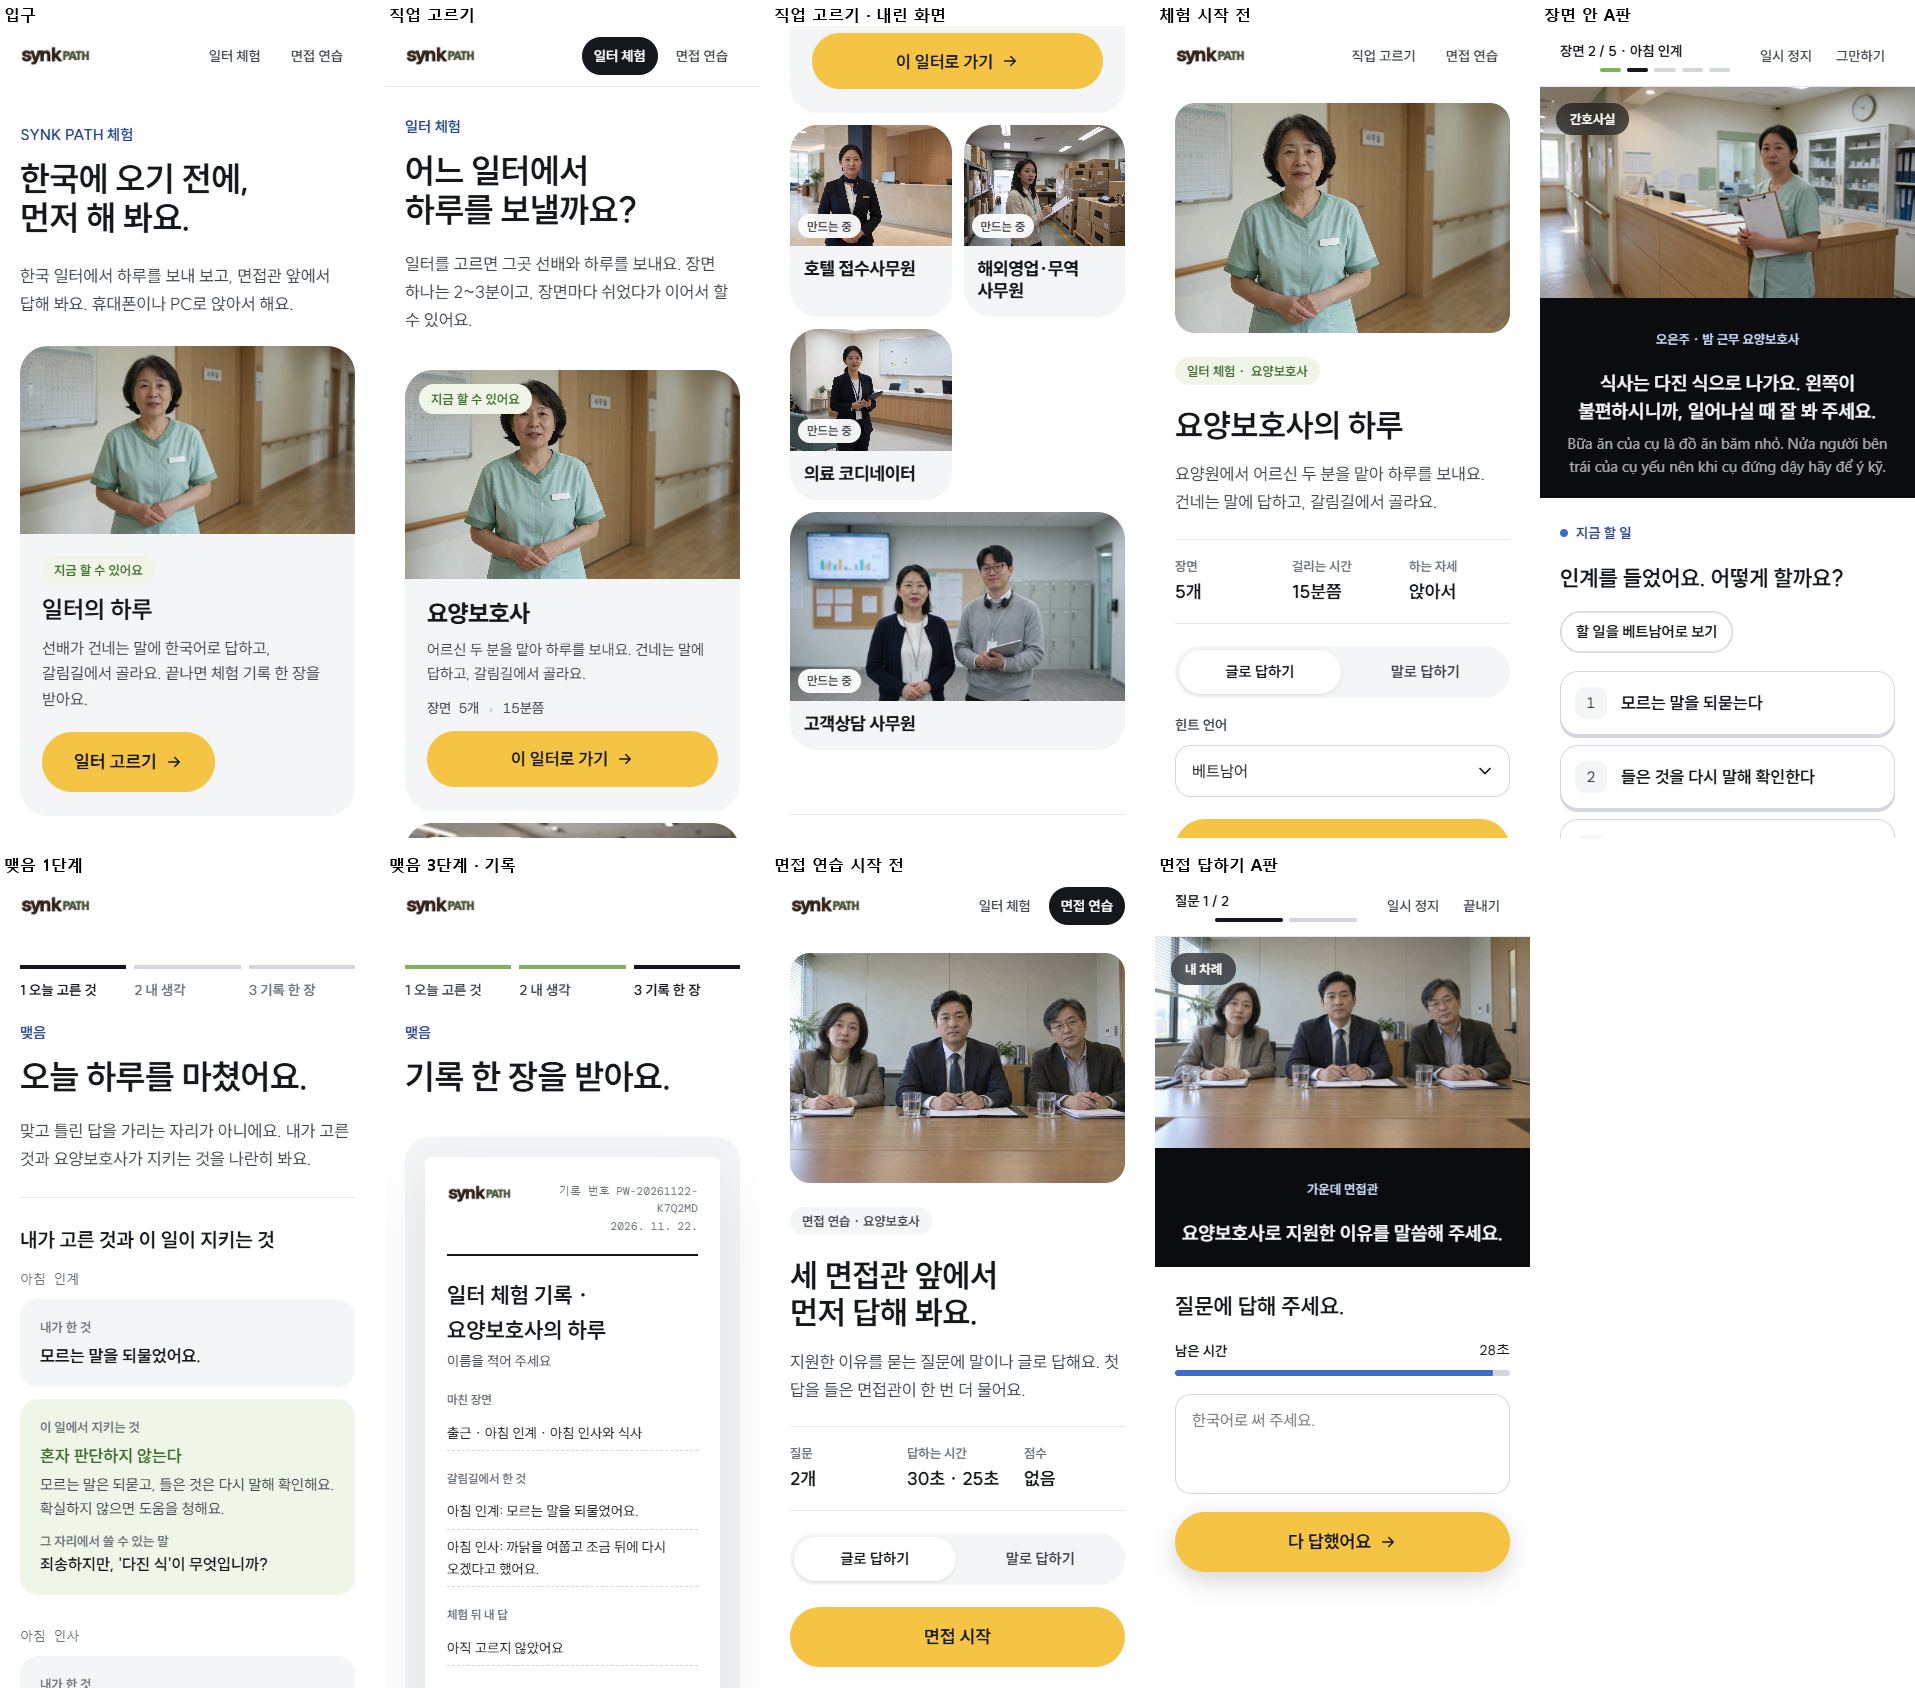 입구
synk PATH
일터 체험
면접 연습
SYNK PATH 체험
한국에 오기 전에,
먼저 해 봐요.
한국 일터에서 하루를 보내 보고, 면접관 앞에서
답해 봐요. 휴대폰이나 PC로 앉아서 해요.
지금 할 수 있어요
일터의 하루
선배가 건네는 말에 한국어로 답하고,
갈림길에서 골라요. 끝나면 체험 기록 한 장을
받아요.
일터 고르기 →
직업 고르기
synk PATH
일터 체험
면접 연습
일터 체험
어느 일터에서
하루를 보낼까요?
일터를 고르면 그곳 선배와 하루를 보내요. 장면
하나는 2~3분이고, 장면마다 쉬었다가 이어서 할
수 있어요.
지금 할 수 있어요
요양보호사
어르신 두 분을 맡아 하루를 보내요. 건네는 말에
답하고, 갈림길에서 골라요.
장면 5개 • 15분쯤
이 일터로 가기 →
직업 고르기 · 내린 화면
이 일터로 가기 →
만드는 중
호텔 접수사무원
만드는 중
해외영업·무역
사무원
만드는 중
의료 코디네이터
만드는 중
고객상담 사무원
체험 시작 전
synk PATH
직업 고르기
면접 연습
일터 체험 · 요양보호사
요양보호사의 하루
요양원에서 어르신 두 분을 맡아 하루를 보내요.
건네는 말에 답하고, 갈림길에서 골라요.
장면
5개
걸리는 시간
15분쯤
하는 자세
앉아서
글로 답하기
말로 답하기
힌트 언어
베트남어
장면 안 A판
장면 2 / 5 · 아침 인계
일시 정지
그만하기
간호사실
오은주 · 밤 근무 요양보호사
식사는 다진 식으로 나가요. 왼쪽이
불편하시니까, 일어나실 때 잘 봐 주세요.
Bữa ăn của cụ là đồ ăn băm nhỏ. Nửa người bên
trái của cụ yếu nên khi cụ đứng dậy hãy để ý kỹ.
지금 할 일
인계를 들었어요. 어떻게 할까요?
할 일을 베트남어로 보기
1 모르는 말을 되묻는다
2 들은 것을 다시 말해 확인한다
맺음 1단계
synk PATH
1 오늘 고른 것
2 내 생각
3 기록 한 장
맺음
오늘 하루를 마쳤어요.
맞고 틀린 답을 가리는 자리가 아니에요. 내가 고른
것과 요양보호사가 지키는 것을 나란히 봐요.
내가 고른 것과 이 일이 지키는 것
아침 인계
내가 한 것
모르는 말을 되물었어요.
이 일에서 지키는 것
혼자 판단하지 않는다
모르는 말은 되묻고, 들은 것은 다시 말해 확인해요.
확실하지 않으면 도움을 청해요.
그 자리에서 쓸 수 있는 말
죄송하지만, '다진 식'이 무엇입니까?
아침 인사
내가 한 것
맺음 3단계 · 기록
synk PATH
1 오늘 고른 것
2 내 생각
3 기록 한 장
맺음
기록 한 장을 받아요.
synk PATH
기록 번호 PW-20261122-
K7Q2MD
2026. 11. 22.
일터 체험 기록 ·
요양보호사의 하루
이름을 적어 주세요
마친 장면
출근 · 아침 인계 · 아침 인사와 식사
갈림길에서 한 것
아침 인계: 모르는 말을 되물었어요.
아침 인사: 까닭을 여쭙고 조금 뒤에 다시
오겠다고 했어요.
체험 뒤 내 답
아직 고르지 않았어요
면접 연습 시작 전
synk PATH
일터 체험
면접 연습
면접 연습 · 요양보호사
세 면접관 앞에서
먼저 답해 봐요.
지원한 이유를 묻는 질문에 말이나 글로 답해요. 첫
답을 들은 면접관이 한 번 더 물어요.
질문
2개
답하는 시간
30초 · 25초
점수
없음
글로 답하기
말로 답하기
면접 시작
면접 답하기 A판
질문 1 / 2
일시 정지
끝내기
내 차례
가운데 면접관
요양보호사로 지원한 이유를 말씀해 주세요.
질문에 답해 주세요.
남은 시간
28초
한국어로 써 주세요.
다 답했어요 →